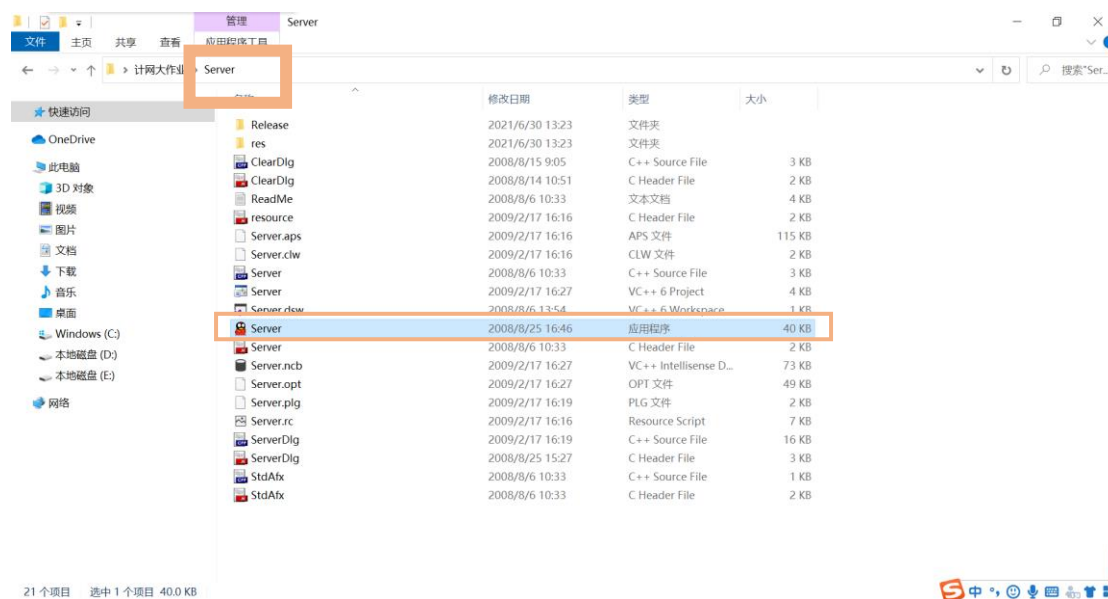 管理 Server
文件 主页 共享 查看 应用程序工具
计网大作业 Server 搜索"Ser...
修改日期 类型 大小
快速访问
OneDrive
此电脑
3D 对象
视频
图片
文档
下载
音乐
桌面
Windows (C:)
本地磁盘 (D:)
本地磁盘 (E:)
网络
Release 2021/6/30 13:23 文件夹
res 2021/6/30 13:23 文件夹
ClearDlg 2008/8/15 9:05 C++ Source File 3 KB
ClearDlg 2008/8/14 10:51 C Header File 2 KB
ReadMe 2008/8/6 10:33 文本文档 4 KB
resource 2009/2/17 16:16 C Header File 2 KB
Server.aps 2009/2/17 16:16 APS 文件 115 KB
Server.clw 2009/2/17 16:16 CLW 文件 2 KB
Server 2008/8/6 10:33 C++ Source File 3 KB
Server 2009/2/17 16:27 VC++ 6 Project 4 KB
Server.dsw 2008/8/6 13:54 VC++ 6 Workspace 1 KB
Server 2008/8/25 16:46 应用程序 40 KB
Server 2008/8/6 10:33 C Header File 2 KB
Server.ncb 2009/2/17 16:27 VC++ Intellisense D... 73 KB
Server.opt 2009/2/17 16:27 OPT 文件 49 KB
Server.plg 2009/2/17 16:19 PLG 文件 2 KB
Server.rc 2009/2/17 16:16 Resource Script 7 KB
ServerDlg 2009/2/17 16:19 C++ Source File 16 KB
ServerDlg 2008/8/25 15:27 C Header File 3 KB
StdAfx 2008/8/6 10:33 C++ Source File 1 KB
StdAfx 2008/8/6 10:33 C Header File 2 KB
21 个项目 选中 1 个项目 40.0 KB
中